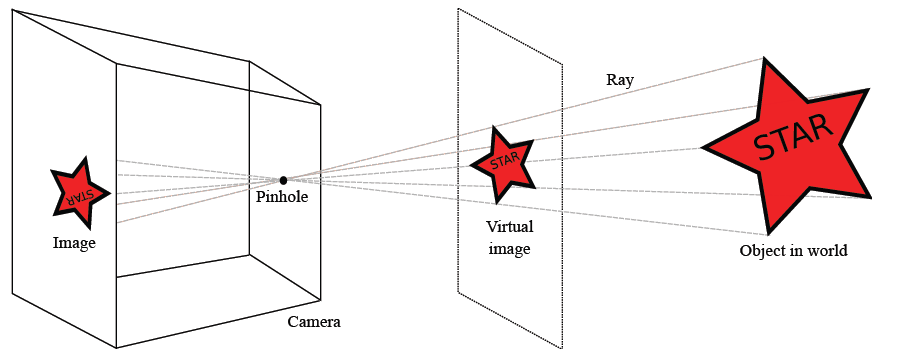 Ray
STAR
STAR
STAR
Pinhole
Image
Virtual
image
Object in world
Camera